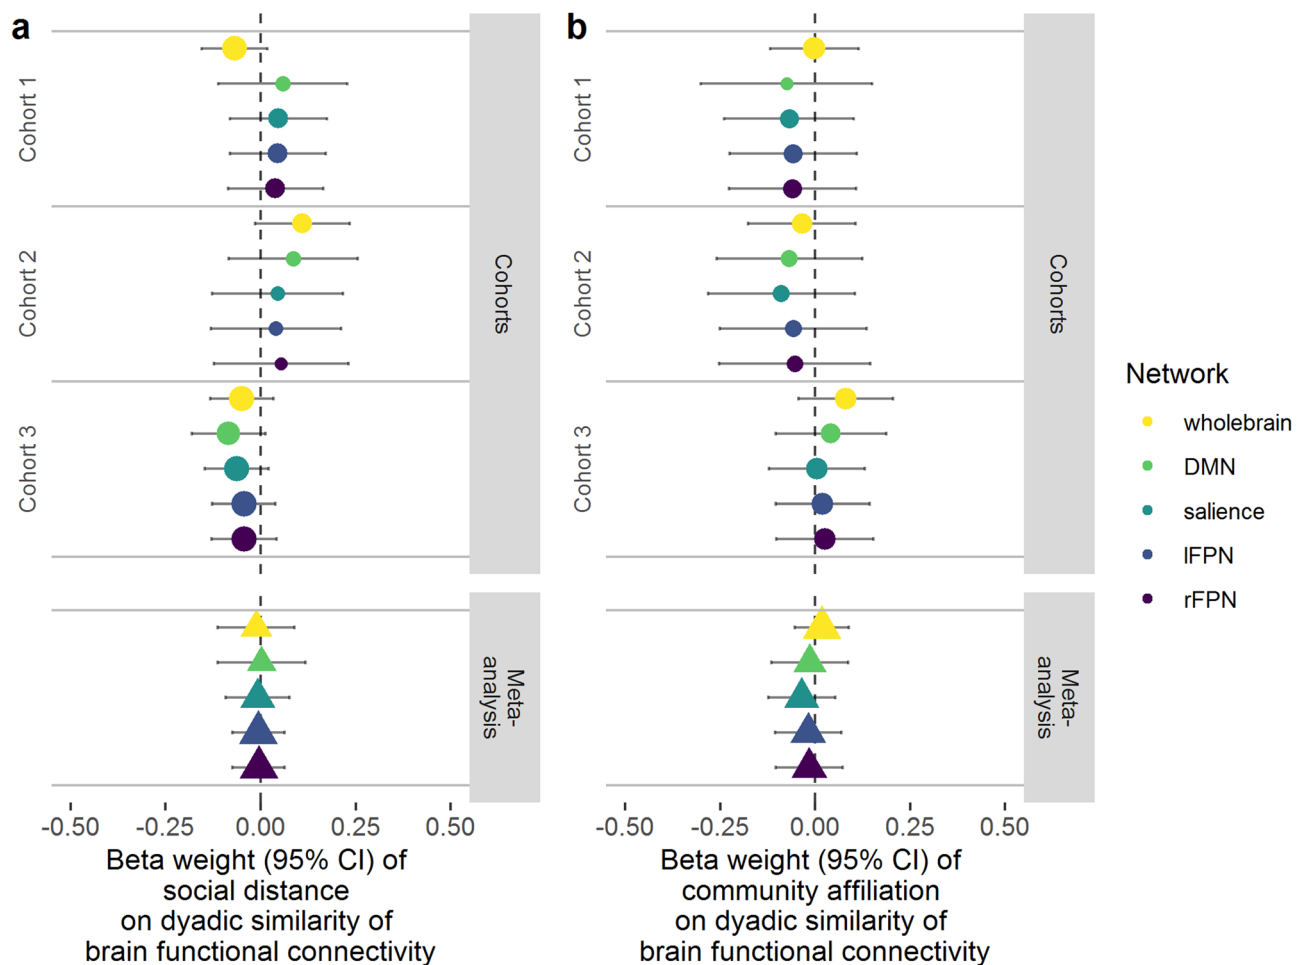 a
Cohort 1
Cohort 2
Cohort 3
Cohorts
Meta-
analysis
-0.50
-0.25
0.00
0.25
0.50
Beta weight (95% CI) of
social distance
on dyadic similarity of
brain functional connectivity
b
Cohort 1
Cohort 2
Cohort 3
Cohorts
Meta-
analysis
-0.50
-0.25
0.00
0.25
0.50
Beta weight (95% CI) of
community affiliation
on dyadic similarity of
brain functional connectivity
Network
wholebrain
DMN
salience
lFPN
rFPN